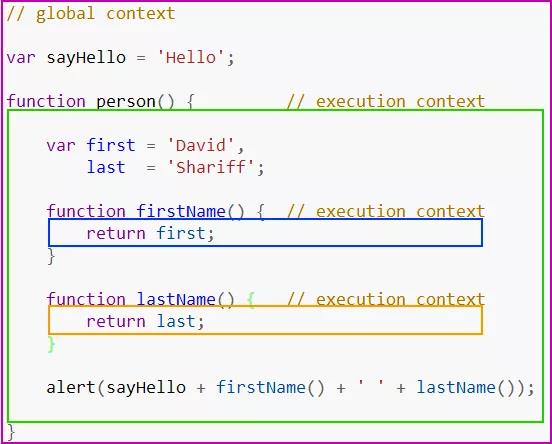 // global context
var sayHello = 'Hello';
function person() {          // execution context
var first = 'David',
last  = 'Shariff';
function firstName() {  // execution context
return first;
}
function lastName() {   // execution context
return last;
}
alert(sayHello + firstName() + ' ' + lastName());
}